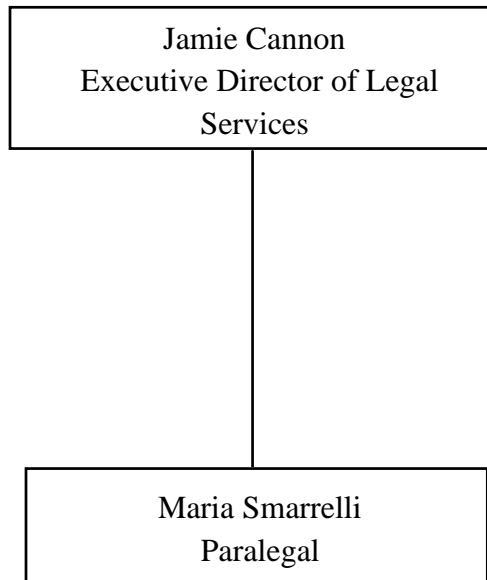 Jamie Cannon
Executive Director of Legal
Services
Maria Smarrelli
Paralegal